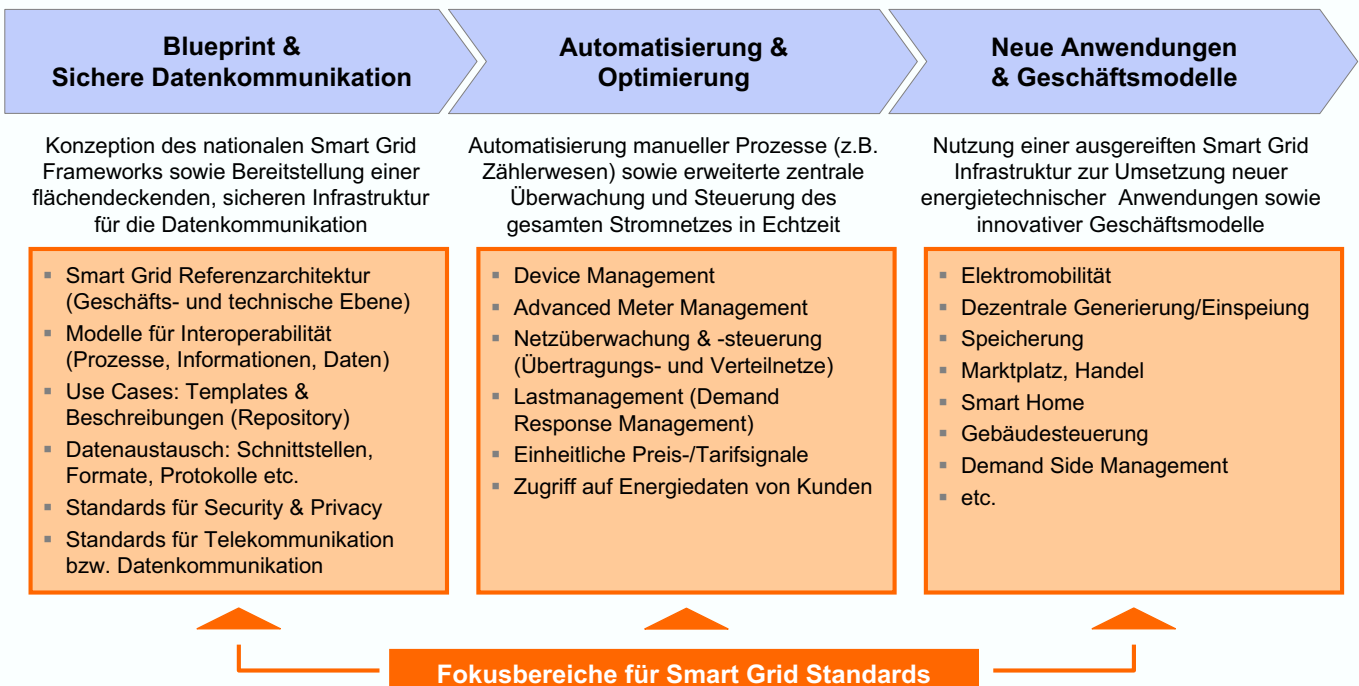 Blueprint &
Sichere Datenkommunikation
Automatisierung &
Optimierung
Neue Anwendungen
& Geschäftsmodelle
Konzeption des nationalen Smart Grid
Frameworks sowie Bereitstellung einer
flächendeckenden, sicheren Infrastruktur
für die Datenkommunikation
Automatisierung manueller Prozesse (z.B.
Zählerwesen) sowie erweiterte zentrale
Überwachung und Steuerung des
gesamten Stromnetzes in Echtzeit
Nutzung einer ausgereiften Smart Grid
Infrastruktur zur Umsetzung neuer
energietechnischer Anwendungen sowie
innovativer Geschäftsmodelle
▪ Smart Grid Referenzarchitektur
(Geschäfts- und technische Ebene)
▪ Modelle für Interoperabilität
(Prozesse, Informationen, Daten)
▪ Use Cases: Templates &
Beschreibungen (Repository)
▪ Datenaustausch: Schnittstellen,
Formate, Protokolle etc.
▪ Standards für Security & Privacy
▪ Standards für Telekommunikation
bzw. Datenkommunikation
▪ Device Management
▪ Advanced Meter Management
▪ Netzüberwachung & -steuerung
(Übertragungs- und Verteilnetze)
▪ Lastmanagement (Demand
Response Management)
▪ Einheitliche Preis-/Tarifsignale
▪ Zugriff auf Energiedaten von Kunden
▪ Elektromobilität
▪ Dezentrale Generierung/Einspeiung
▪ Speicherung
▪ Marktplatz, Handel
▪ Smart Home
▪ Gebäudesteuerung
▪ Demand Side Management
▪ etc.
Fokusbereiche für Smart Grid Standards